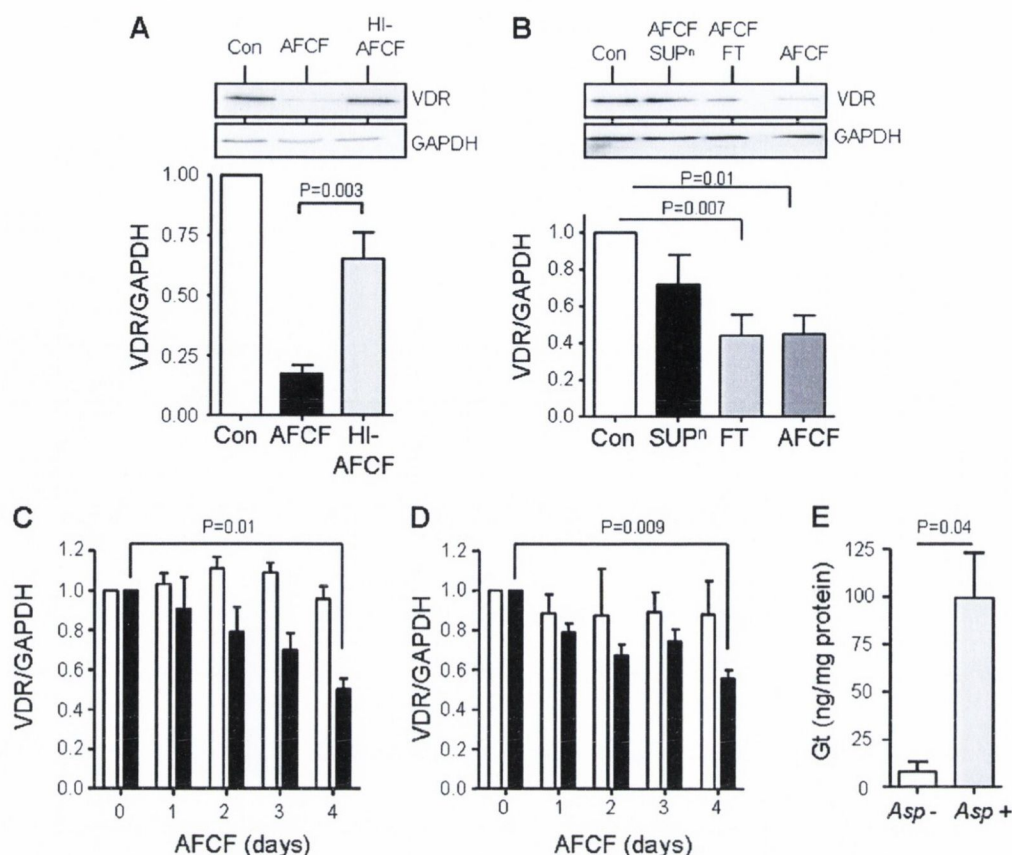 A
Con AFCF HI-AFCF
VDR
GAPDH
VDR/GAPDH
1.00
0.75
0.50
0.25
0.00
P=0.003
Con AFCF HI-AFCF
B
Con AFCF SUPⁿ AFCF FT AFCF
VDR
GAPDH
VDR/GAPDH
1.0
0.8
0.6
0.4
0.2
0.0
P=0.01
P=0.007
Con SUPⁿ FT AFCF
C
P=0.01
VDR/GAPDH
1.2
1.0
0.8
0.6
0.4
0.2
0.0
0 1 2 3 4
AFCF (days)
D
P=0.009
VDR/GAPDH
1.2
1.0
0.8
0.6
0.4
0.2
0.0
0 1 2 3 4
AFCF (days)
E
P=0.04
Gt (ng/mg protein)
125
100
75
50
25
0
Asp - Asp +